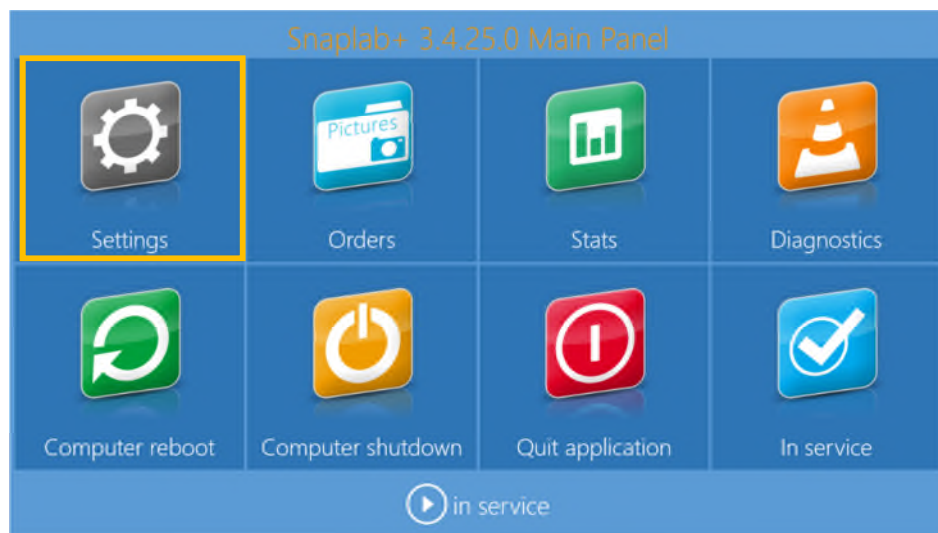 Snaplab+ 3.4.25.0 Main Panel
Pictures
Settings
Orders
Stats
Diagnostics
Computer reboot
Computer shutdown
Quit application
In service
in service